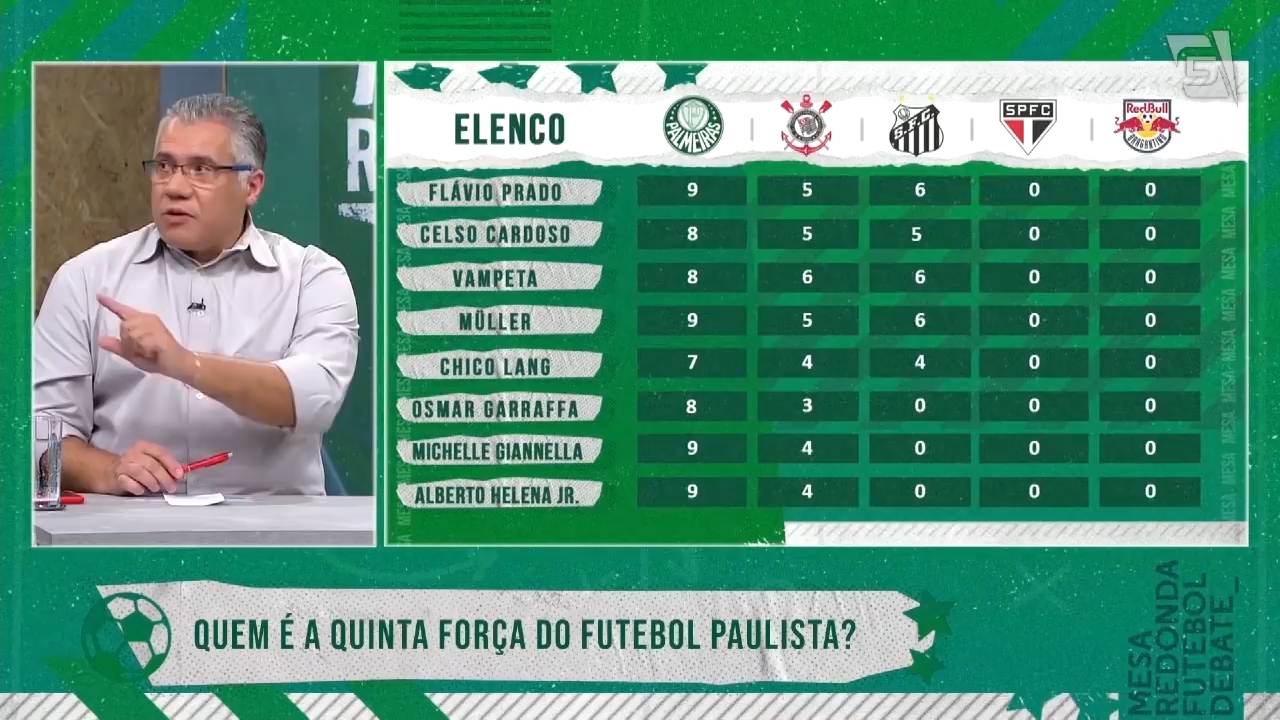 ELENCO
PALMEIRAS
S.F.C.
SPFC
RedBull
BRAGANTINO
FLÁVIO PRADO 9 5 6 0 0
CELSO CARDOSO 8 5 5 0 0
VAMPETA 8 6 6 0 0
MÜLLER 9 5 6 0 0
CHICO LANG 7 4 4 0 0
OSMAR GARRAFFA 8 3 0 0 0
MICHELLE GIANNELLA 9 4 0 0 0
ALBERTO HELENA JR. 9 4 0 0 0
QUEM É A QUINTA FORÇA DO FUTEBOL PAULISTA?
MESA
REDONDA
FUTEBOL
DEBATE_